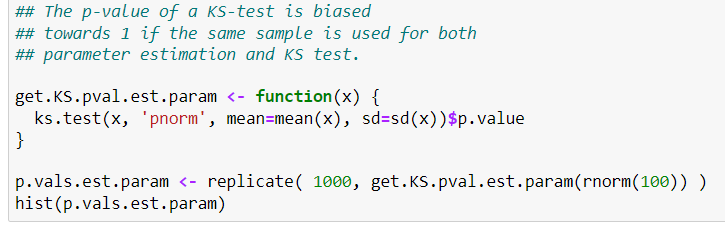 ## The p-value of a KS-test is biased
## towards 1 if the same sample is used for both
## parameter estimation and KS test.
get.KS.pval.est.param <- function(x) {
  ks.test(x, 'pnorm', mean=mean(x), sd=sd(x))$p.value
}
p.vals.est.param <- replicate( 1000, get.KS.pval.est.param(rnorm(100)) )
hist(p.vals.est.param)